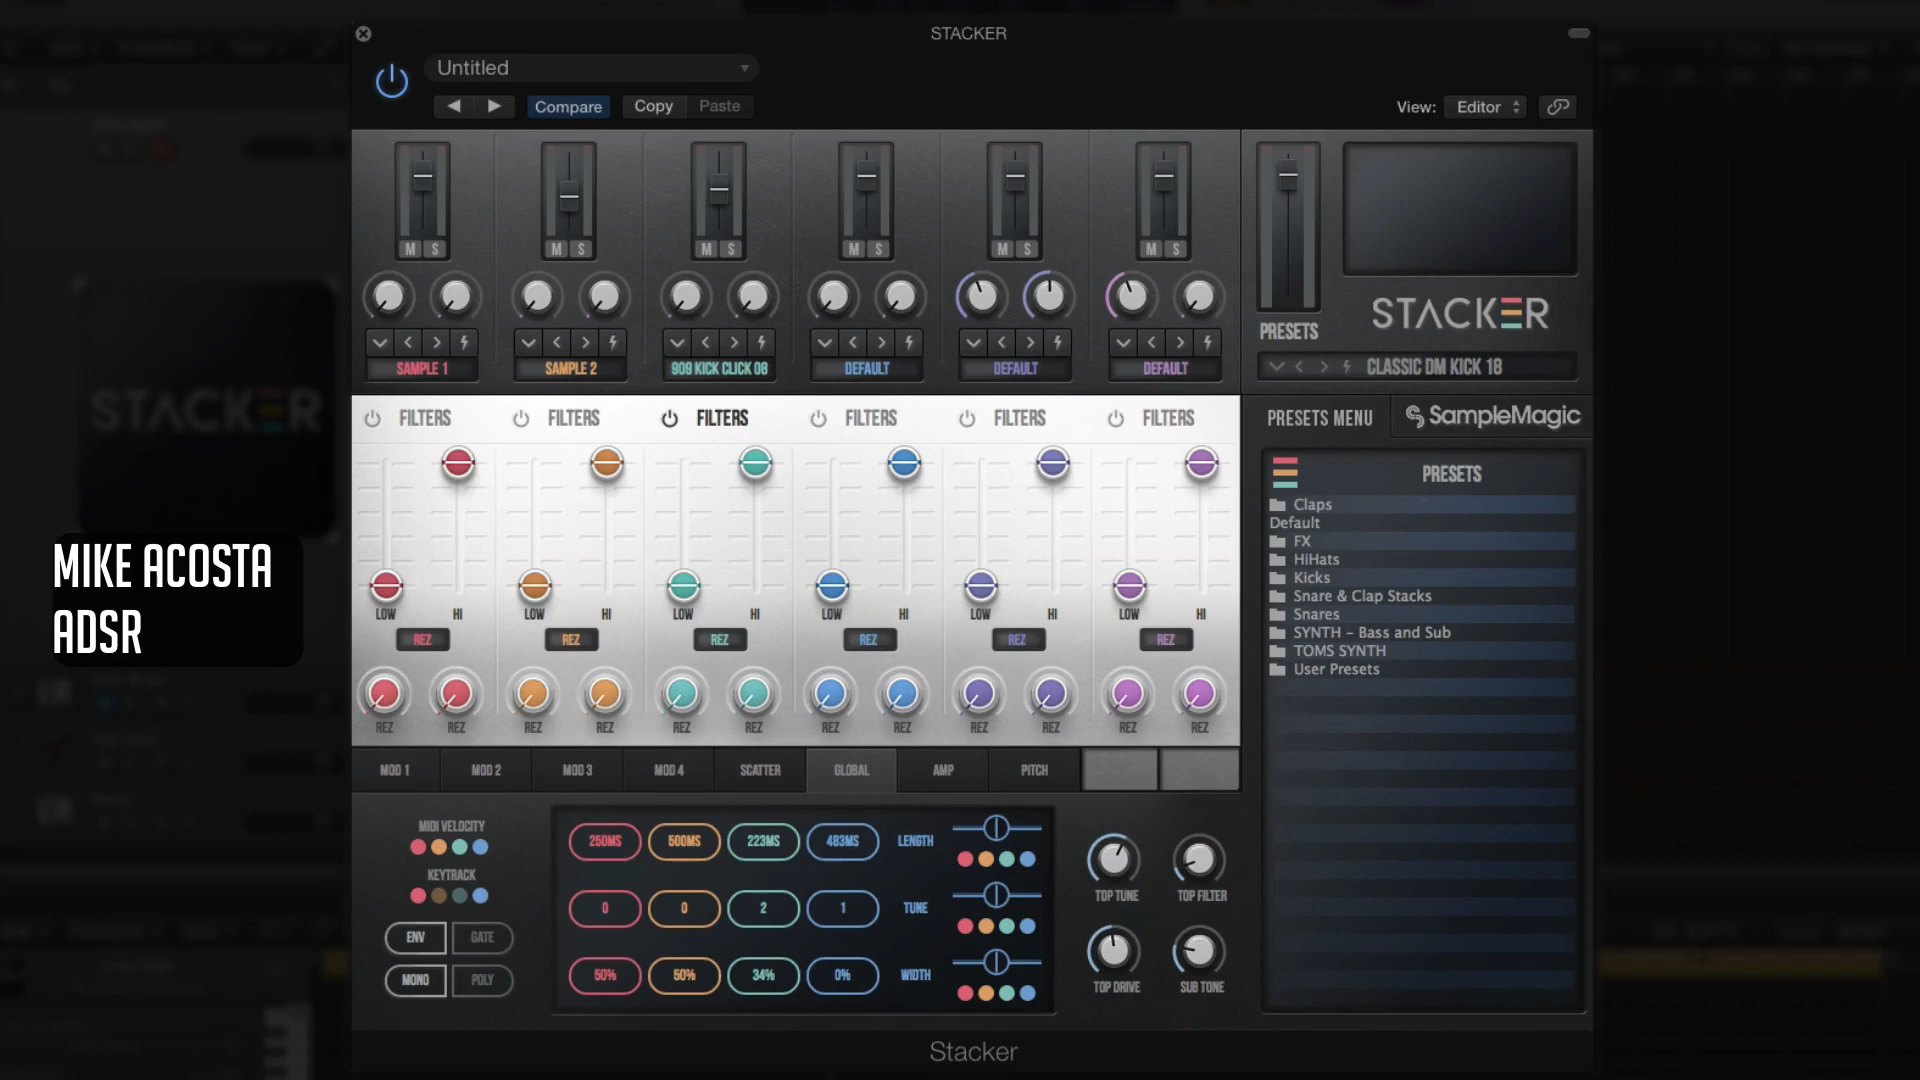 STACKER
Untitled
Compare Copy Paste
View: Editor
M S M S M S M S M S M S
PRESETS
STACKER
SAMPLE 1 SAMPLE 2 909 KICK CLICK 08 DEFAULT DEFAULT DEFAULT
CLASSIC DM KICK 18
FILTERS FILTERS FILTERS FILTERS FILTERS FILTERS
PRESETS MENU SampleMagic
PRESETS
Claps
Default
FX
HiHats
Kicks
Snare & Clap Stacks
Snares
SYNTH – Bass and Sub
TOMS SYNTH
User Presets
STACKER
MIKE ACOSTA
ADSR
LOW HI LOW HI LOW HI LOW HI LOW HI LOW HI
REZ REZ REZ REZ REZ REZ
REZ REZ REZ REZ REZ REZ REZ REZ REZ REZ REZ REZ
MOD 1 MOD 2 MOD 3 MOD 4 SCATTER GLOBAL AMP PITCH
MIDI VELOCITY
KEYTRACK
ENV GATE
MONO POLY
250MS 500MS 223MS 483MS LENGTH
0 0 2 1 TUNE
50% 50% 34% 0% WIDTH
TOP TUNE TOP FILTER
TOP DRIVE SUB TONE
Stacker